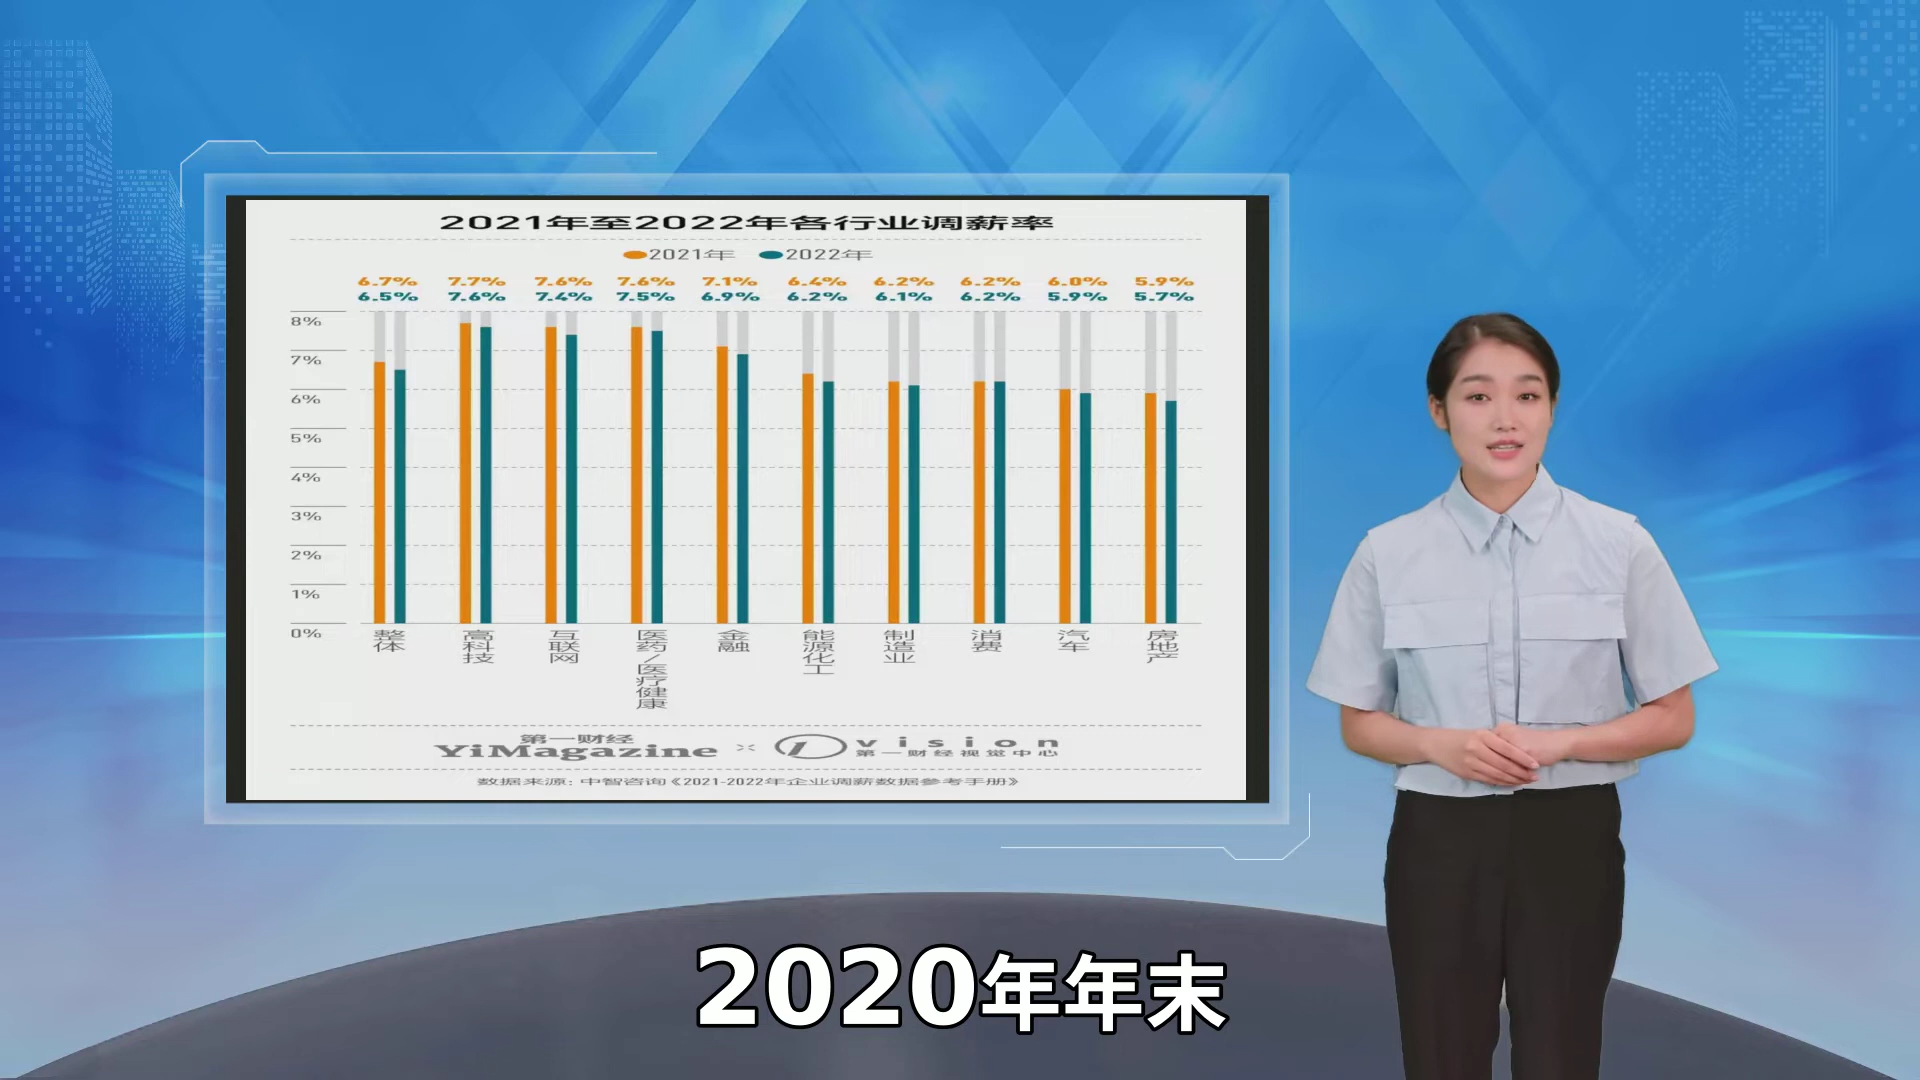 2021年至2022年各行业调薪率
2021年 2022年
6.7% 7.7% 7.6% 7.6% 7.1% 6.4% 6.2% 6.2% 6.0% 5.9%
6.5% 7.6% 7.4% 7.5% 6.9% 6.2% 6.1% 6.2% 5.9% 5.7%
8%
7%
6%
5%
4%
3%
2%
1%
0%
整体 高科技 互联网 医药/医疗健康 金融 能源化工 制造业 消费 汽车 房地产
第一财经
YiMagazine × vision
第一财经视觉中心
数据来源：中智咨询《2021-2022年企业调薪数据参考手册》
2020年年末